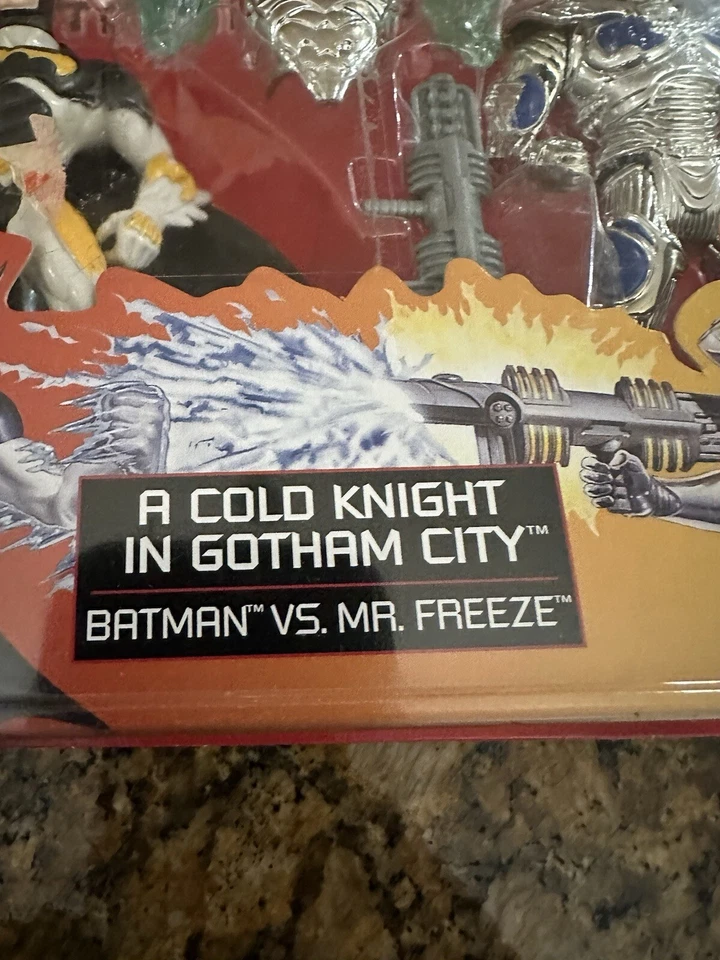 A COLD KNIGHT
IN GOTHAM CITY™
BATMAN™ VS. MR. FREEZE™